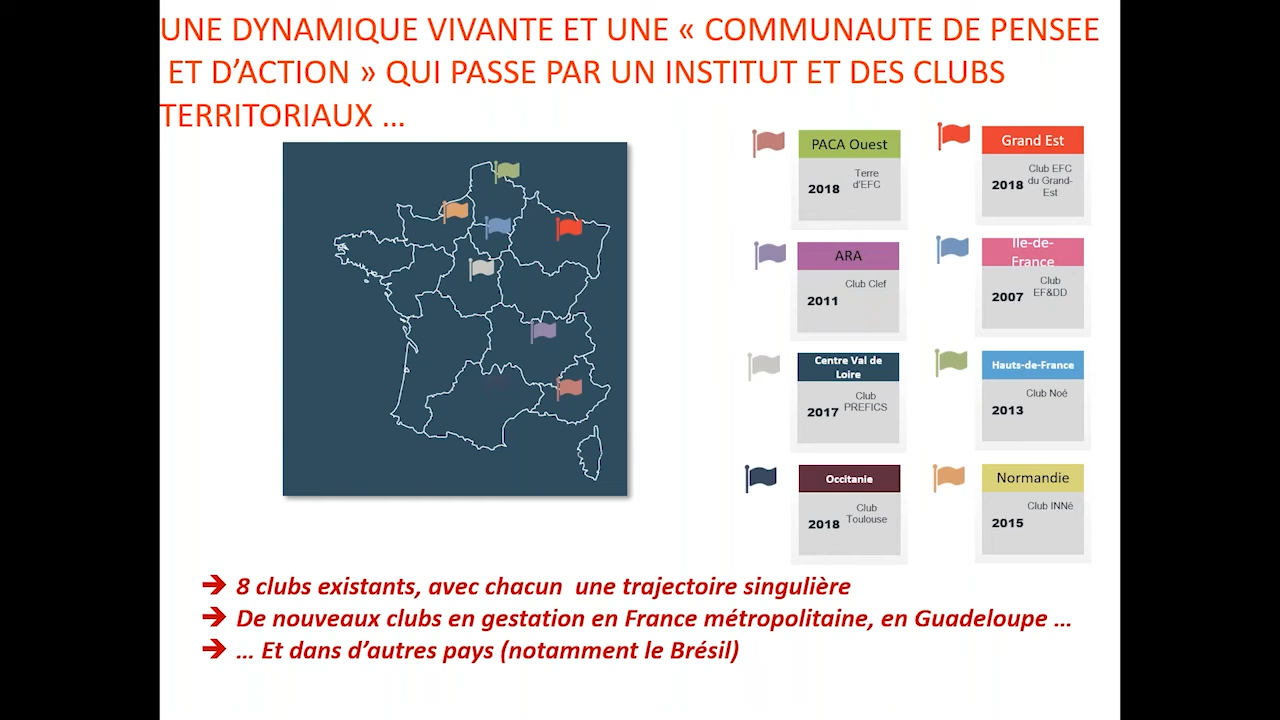 UNE DYNAMIQUE VIVANTE ET UNE « COMMUNAUTE DE PENSEE
ET D’ACTION » QUI PASSE PAR UN INSTITUT ET DES CLUBS
TERRITORIAUX …
PACA Ouest
2018
Terre
d'EFC
Grand Est
2018
Club EFC
du Grand-
Est
ARA
Club Clef
2011
Ile-de-
France
Club
EF&DD
2007
Centre Val de
Loire
Club
PREFICS
2017
Hauts-de-France
Club Noé
2013
Occitanie
Club
Toulouse
2018
Normandie
Club INNé
2015
➔ 8 clubs existants, avec chacun une trajectoire singulière
➔ De nouveaux clubs en gestation en France métropolitaine, en Guadeloupe …
➔ … Et dans d’autres pays (notamment le Brésil)